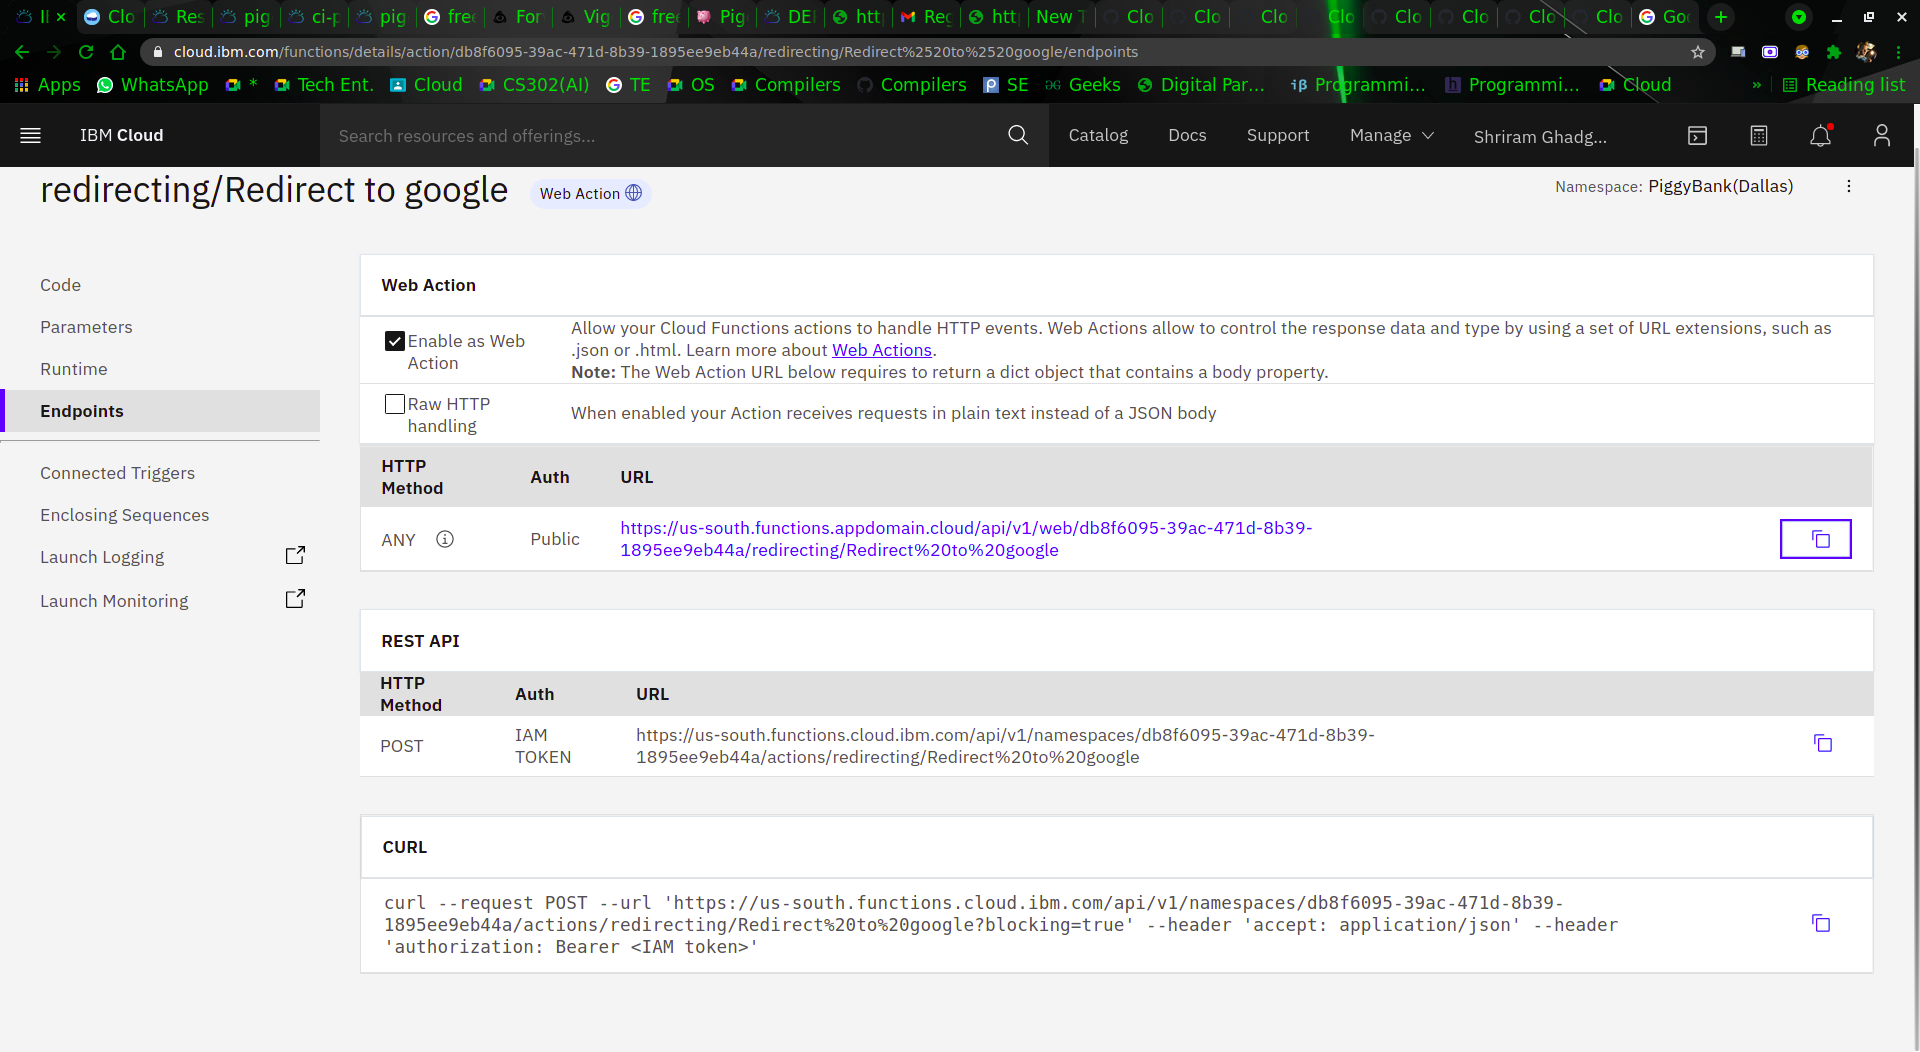 Clo
Res
pig
ci-p
pig
free
For
Vig
free
Pig
DEI
htt
Reg
htt
New T
Clo
Clo
Clo
Clo
Clo
Clo
Clo
Clo
Goo
cloud.ibm.com/functions/details/action/db8f6095-39ac-471d-8b39-1895ee9eb44a/redirecting/Redirect%2520to%2520google/endpoints
Apps WhatsApp * Tech Ent. Cloud CS302(AI) TE OS Compilers Compilers SE Geeks Digital Par... Programmi... Programmi... Cloud » Reading list
IBM Cloud
Search resources and offerings...
Catalog Docs Support Manage Shriram Ghadg...
redirecting/Redirect to google
Web Action
Namespace: PiggyBank(Dallas)
Code
Parameters
Runtime
Endpoints
Connected Triggers
Enclosing Sequences
Launch Logging
Launch Monitoring
Web Action
Enable as Web
Action
Allow your Cloud Functions actions to handle HTTP events. Web Actions allow to control the response data and type by using a set of URL extensions, such as
.json or .html. Learn more about Web Actions.
Note: The Web Action URL below requires to return a dict object that contains a body property.
Raw HTTP
handling
When enabled your Action receives requests in plain text instead of a JSON body
HTTP
Method
Auth
URL
ANY
Public
https://us-south.functions.appdomain.cloud/api/v1/web/db8f6095-39ac-471d-8b39-
1895ee9eb44a/redirecting/Redirect%20to%20google
REST API
HTTP
Method
Auth
URL
POST
IAM
TOKEN
https://us-south.functions.cloud.ibm.com/api/v1/namespaces/db8f6095-39ac-471d-8b39-
1895ee9eb44a/actions/redirecting/Redirect%20to%20google
CURL
curl --request POST --url 'https://us-south.functions.cloud.ibm.com/api/v1/namespaces/db8f6095-39ac-471d-8b39-
1895ee9eb44a/actions/redirecting/Redirect%20to%20google?blocking=true' --header 'accept: application/json' --header
'authorization: Bearer <IAM token>'